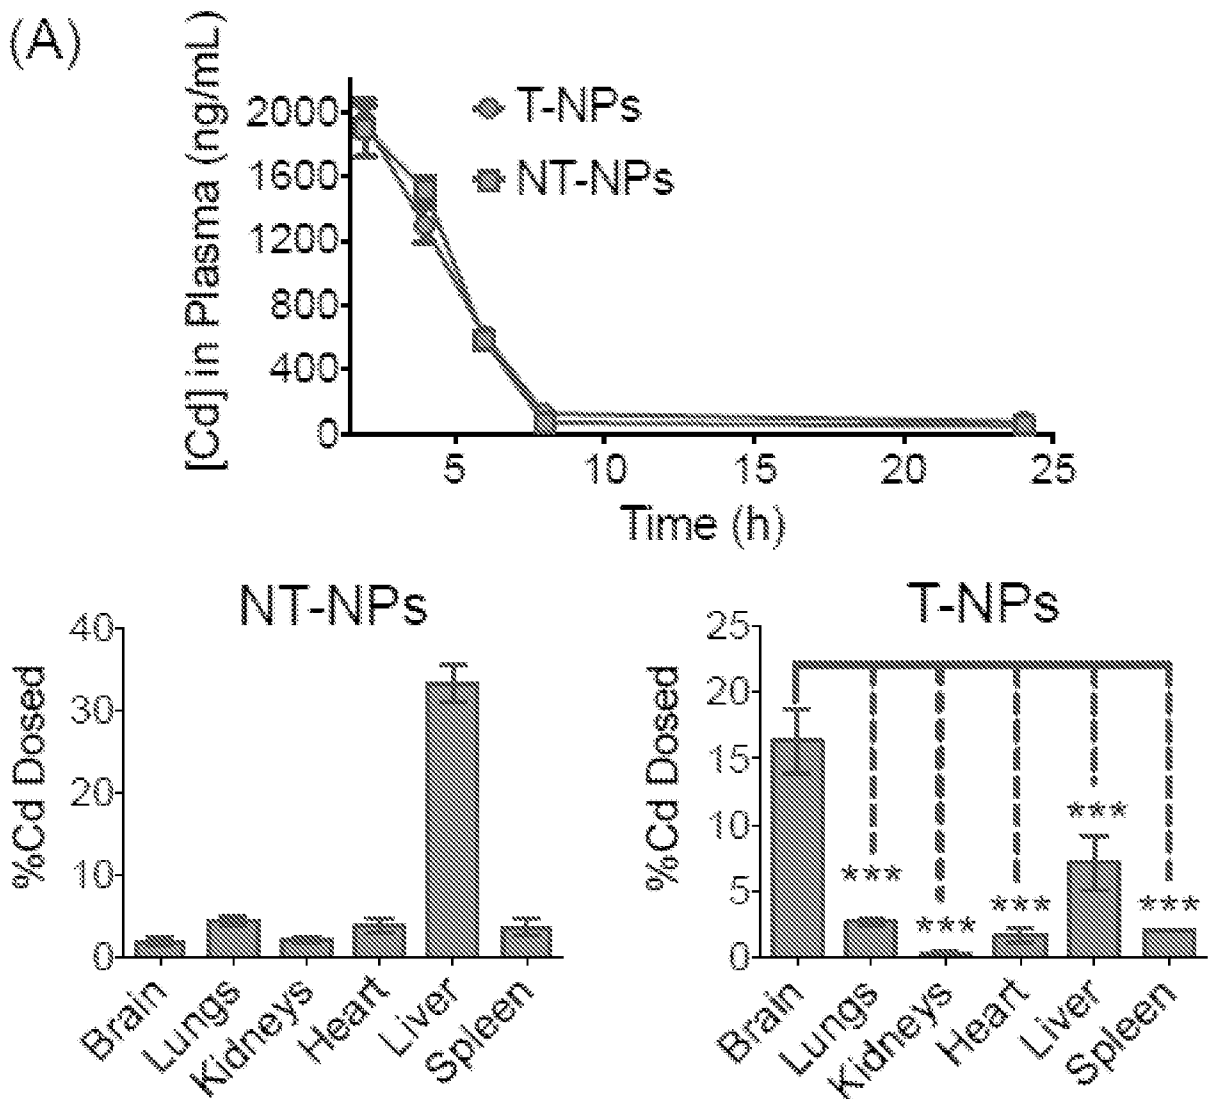 (A)
[Cd] in Plasma (ng/mL)
2000
1600
1200
800
400
0
T-NPs
NT-NPs
5
10
15
20
25
Time (h)
NT-NPs
%Cd Dosed
40
30
20
10
0
Brain
Lungs
Kidneys
Heart
Liver
Spleen
T-NPs
%Cd Dosed
25
20
15
10
5
0
***
***
***
***
***
Brain
Lungs
Kidneys
Heart
Liver
Spleen